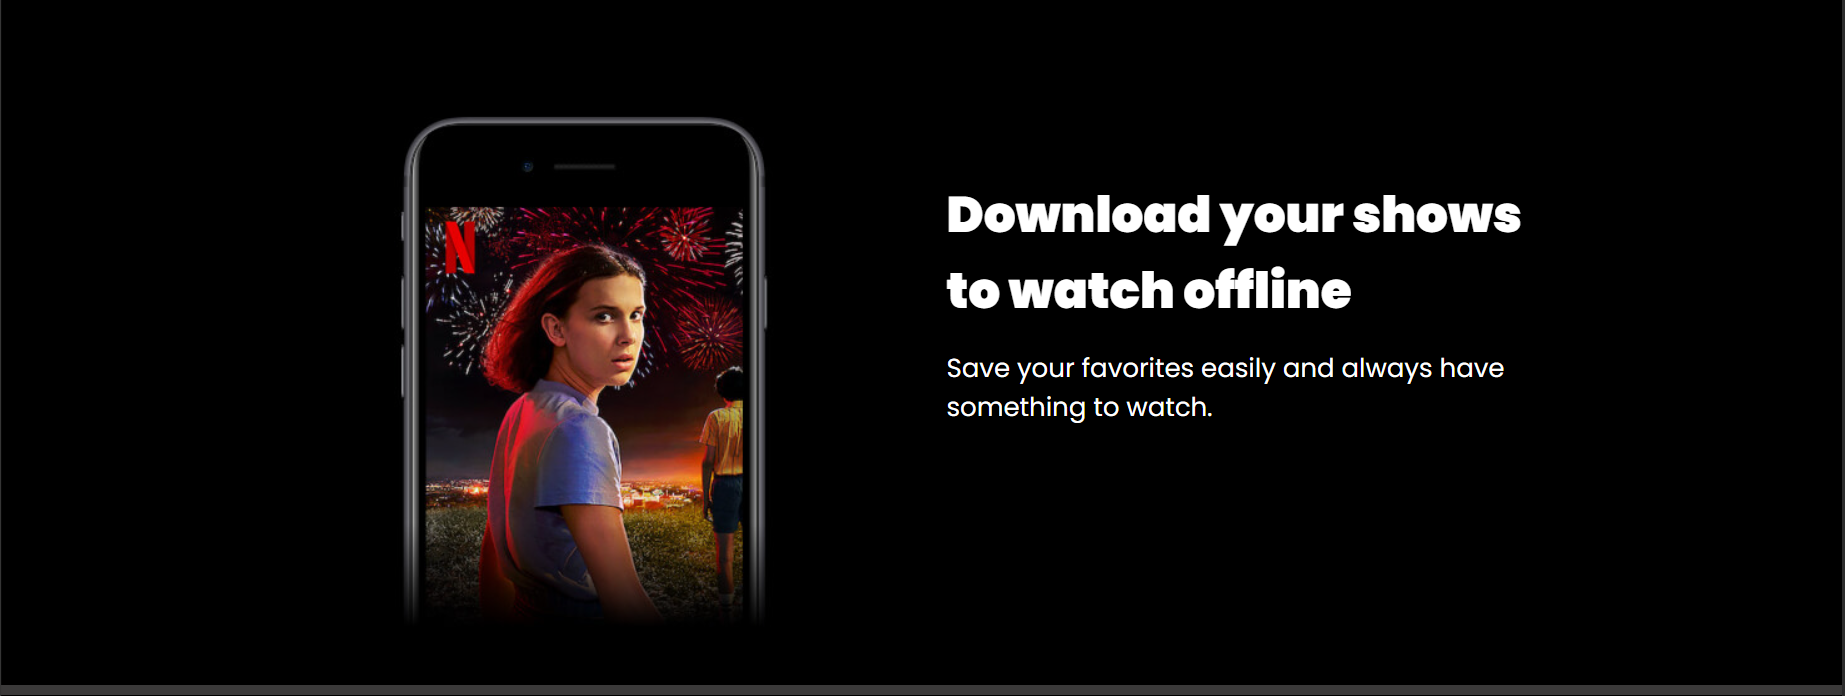 N
Download your shows
to watch offline
Save your favorites easily and always have
something to watch.